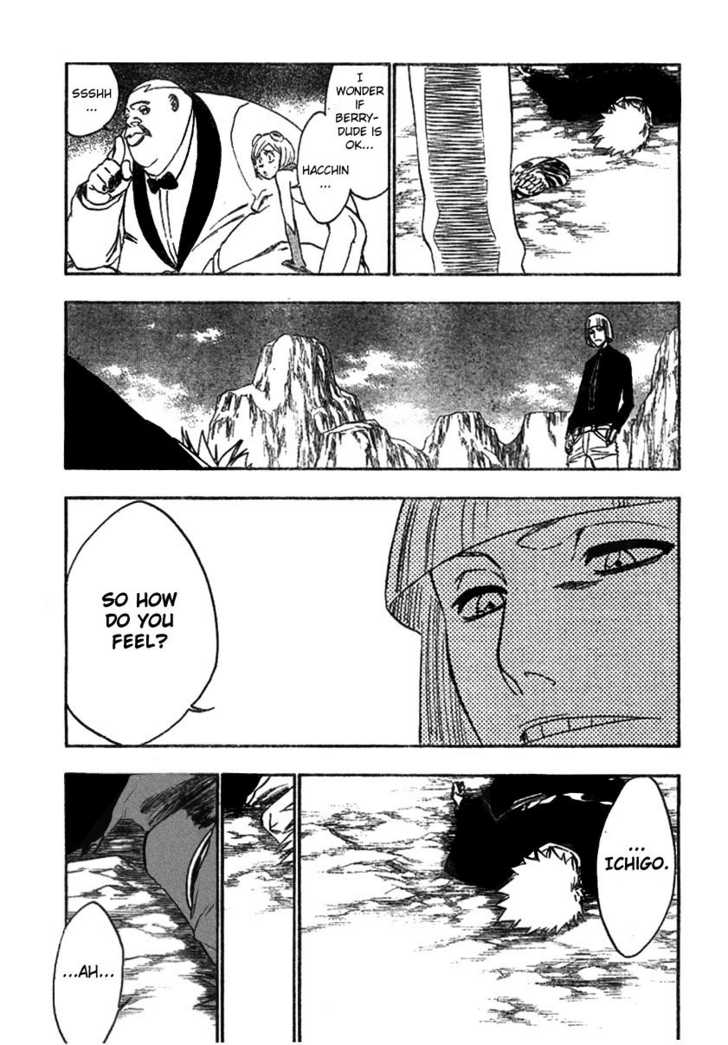 I
WONDER
IF
BERRY-
DUDE IS
OK...
HACCHIN
...
SSSHH
...
SO HOW
DO YOU
FEEL?
...
ICHIGO.
...AH...